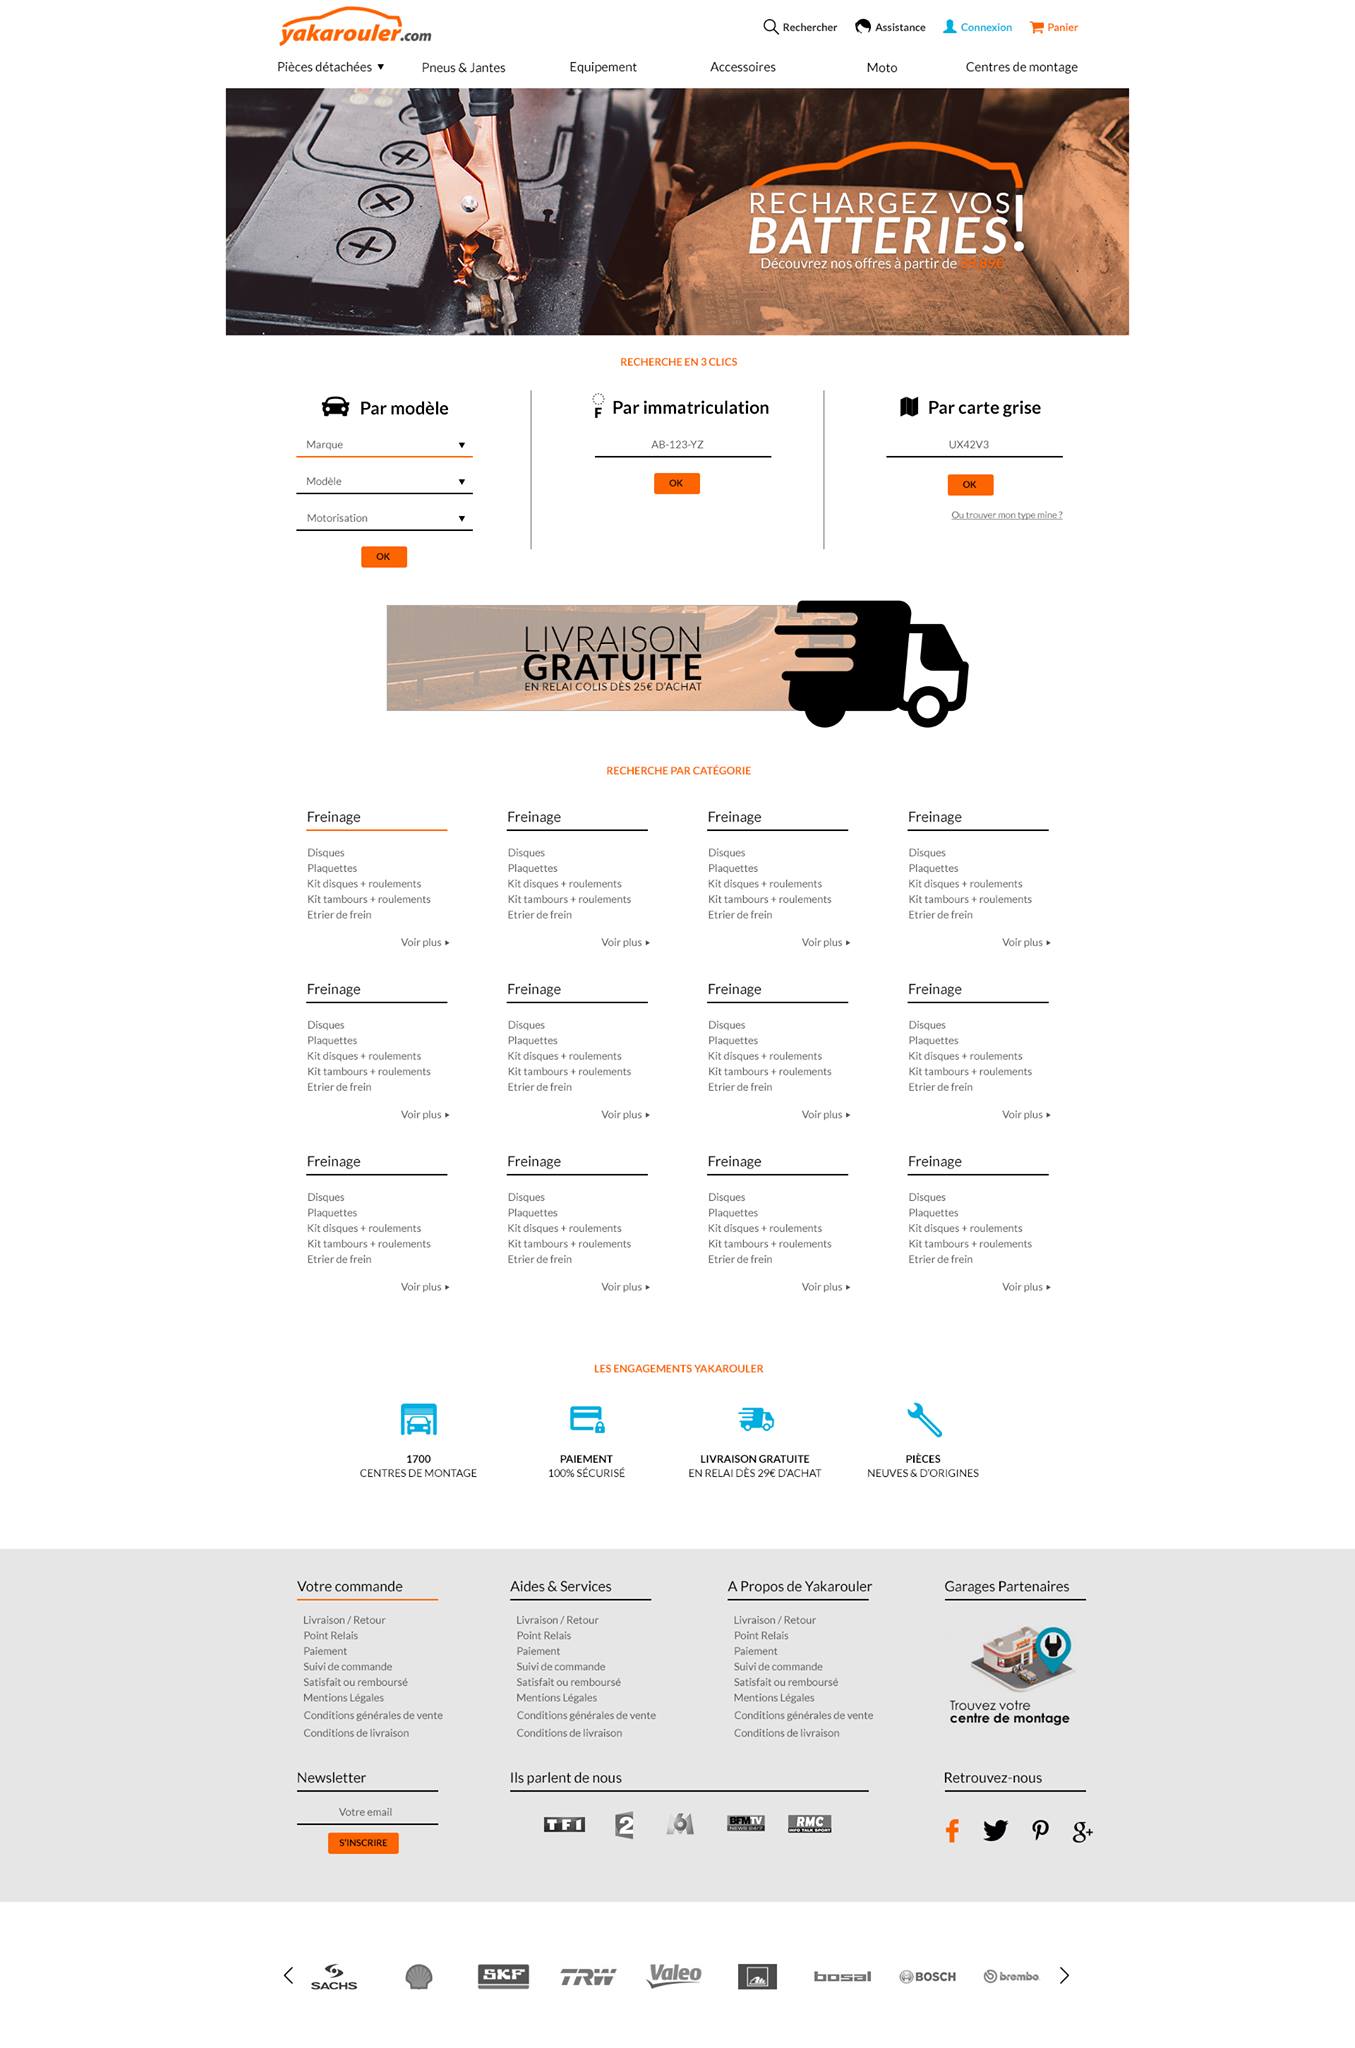 yakarouler.com
Rechercher
Assistance
Connexion
Panier
Pièces détachées
Pneus & Jantes
Equipement
Accessoires
Moto
Centres de montage
RECHARGEZ VOS
BATTERIES!
Découvrez nos offres à partir de
RECHERCHE EN 3 CLICS
Par modèle
Marque
Modèle
Motorisation
OK
F
Par immatriculation
AB-123-YZ
OK
Par carte grise
UX42V3
OK
Ou trouver mon type mine ?
LIVRAISON
GRATUITE
EN RELAI COLIS DÈS 25€ D'ACHAT
RECHERCHE PAR CATÉGORIE
Freinage
Disques
Plaquettes
Kit disques + roulements
Kit tambours + roulements
Etrier de frein
Voir plus
Freinage
Disques
Plaquettes
Kit disques + roulements
Kit tambours + roulements
Etrier de frein
Voir plus
Freinage
Disques
Plaquettes
Kit disques + roulements
Kit tambours + roulements
Etrier de frein
Voir plus
Freinage
Disques
Plaquettes
Kit disques + roulements
Kit tambours + roulements
Etrier de frein
Voir plus
Freinage
Disques
Plaquettes
Kit disques + roulements
Kit tambours + roulements
Etrier de frein
Voir plus
Freinage
Disques
Plaquettes
Kit disques + roulements
Kit tambours + roulements
Etrier de frein
Voir plus
Freinage
Disques
Plaquettes
Kit disques + roulements
Kit tambours + roulements
Etrier de frein
Voir plus
Freinage
Disques
Plaquettes
Kit disques + roulements
Kit tambours + roulements
Etrier de frein
Voir plus
Freinage
Disques
Plaquettes
Kit disques + roulements
Kit tambours + roulements
Etrier de frein
Voir plus
Freinage
Disques
Plaquettes
Kit disques + roulements
Kit tambours + roulements
Etrier de frein
Voir plus
Freinage
Disques
Plaquettes
Kit disques + roulements
Kit tambours + roulements
Etrier de frein
Voir plus
Freinage
Disques
Plaquettes
Kit disques + roulements
Kit tambours + roulements
Etrier de frein
Voir plus
LES ENGAGEMENTS YAKAROULER
1700
CENTRES DE MONTAGE
PAIEMENT
100% SÉCURISÉ
LIVRAISON GRATUITE
EN RELAI DÈS 29€ D'ACHAT
PIÈCES
NEUVES & D'ORIGINES
Votre commande
Livraison / Retour
Point Relais
Paiement
Suivi de commande
Satisfait ou remboursé
Mentions Légales
Conditions générales de vente
Conditions de livraison
Aides & Services
Livraison / Retour
Point Relais
Paiement
Suivi de commande
Satisfait ou remboursé
Mentions Légales
Conditions générales de vente
Conditions de livraison
A Propos de Yakarouler
Livraison / Retour
Point Relais
Paiement
Suivi de commande
Satisfait ou remboursé
Mentions Légales
Conditions générales de vente
Conditions de livraison
Garages Partenaires
Trouvez votre
centre de montage
Newsletter
Votre email
S'INSCRIRE
Ils parlent de nous
TF1
2
M6
BFM TV
NEWS 24/7
RMC
INFO TALK SPORT
Retrouvez-nous
f
g+
SACHS
SKF
TRW
Valeo
Ate
bosal
BOSCH
brembo